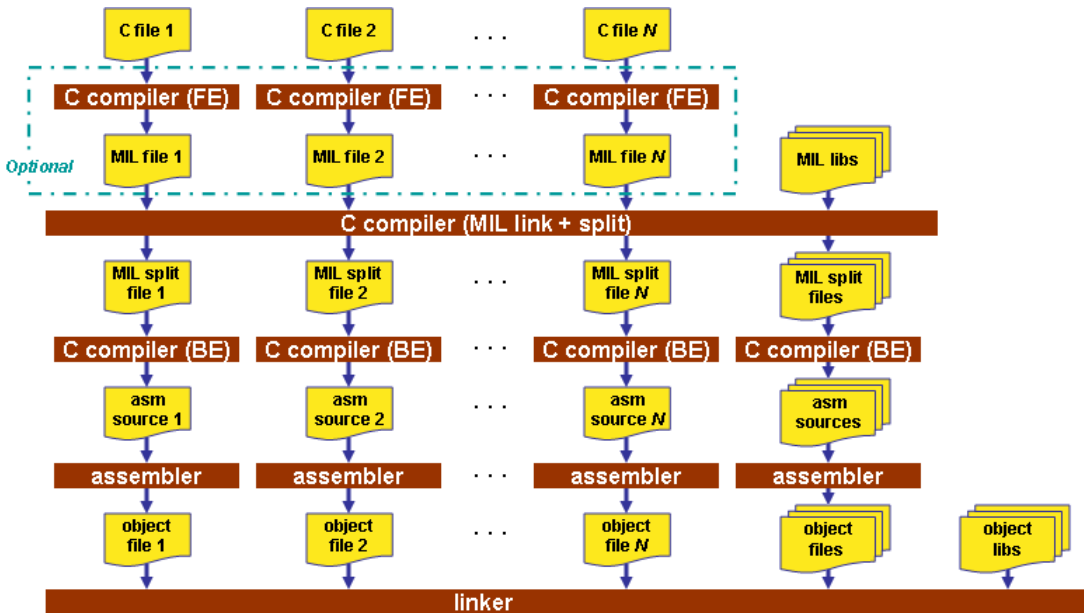 C file 1
C file 2
. . .
C file N
C compiler (FE)
C compiler (FE)
. . .
C compiler (FE)
Optional
MIL file 1
MIL file 2
. . .
MIL file N
MIL libs
C compiler (MIL link + split)
MIL split
file 1
MIL split
file 2
. . .
MIL split
file N
MIL split
files
C compiler (BE)
C compiler (BE)
. . .
C compiler (BE)
C compiler (BE)
asm
source 1
asm
source 2
. . .
asm
source N
asm
sources
assembler
assembler
. . .
assembler
assembler
object
file 1
object
file 2
. . .
object
file N
object
files
object
libs
linker